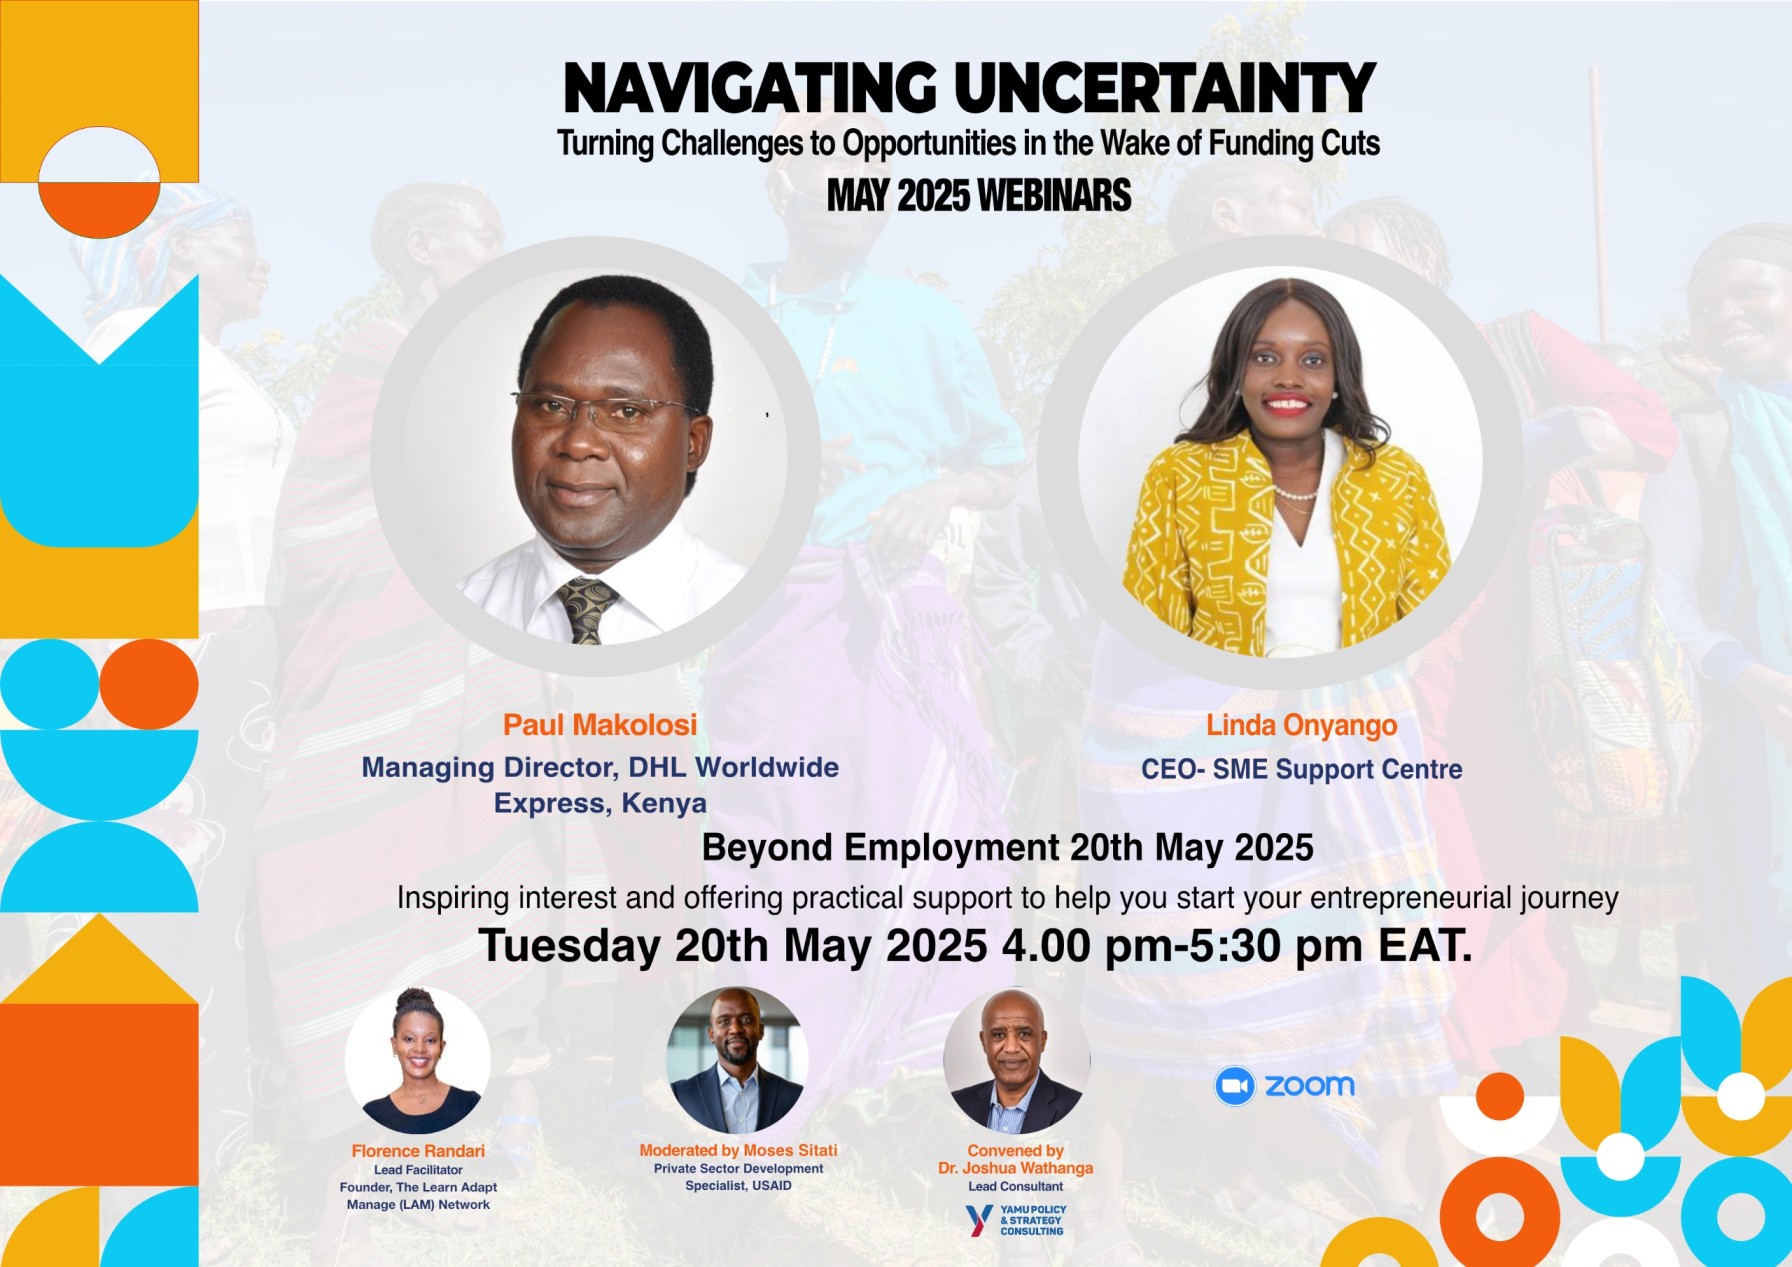 NAVIGATING UNCERTAINTY
Turning Challenges to Opportunities in the Wake of Funding Cuts
MAY 2025 WEBINARS
Paul Makolosi
Managing Director, DHL Worldwide
Express, Kenya
Linda Onyango
CEO- SME Support Centre
Beyond Employment 20th May 2025
Inspiring interest and offering practical support to help you start your entrepreneurial journey
Tuesday 20th May 2025 4.00 pm-5:30 pm EAT.
Florence Randari
Lead Facilitator
Founder, The Learn Adapt
Manage (LAM) Network
Moderated by Moses Sitati
Private Sector Development
Specialist, USAID
Convened by
Dr. Joshua Wathanga
Lead Consultant
YAMU POLICY
& STRATEGY
CONSULTING
zoom